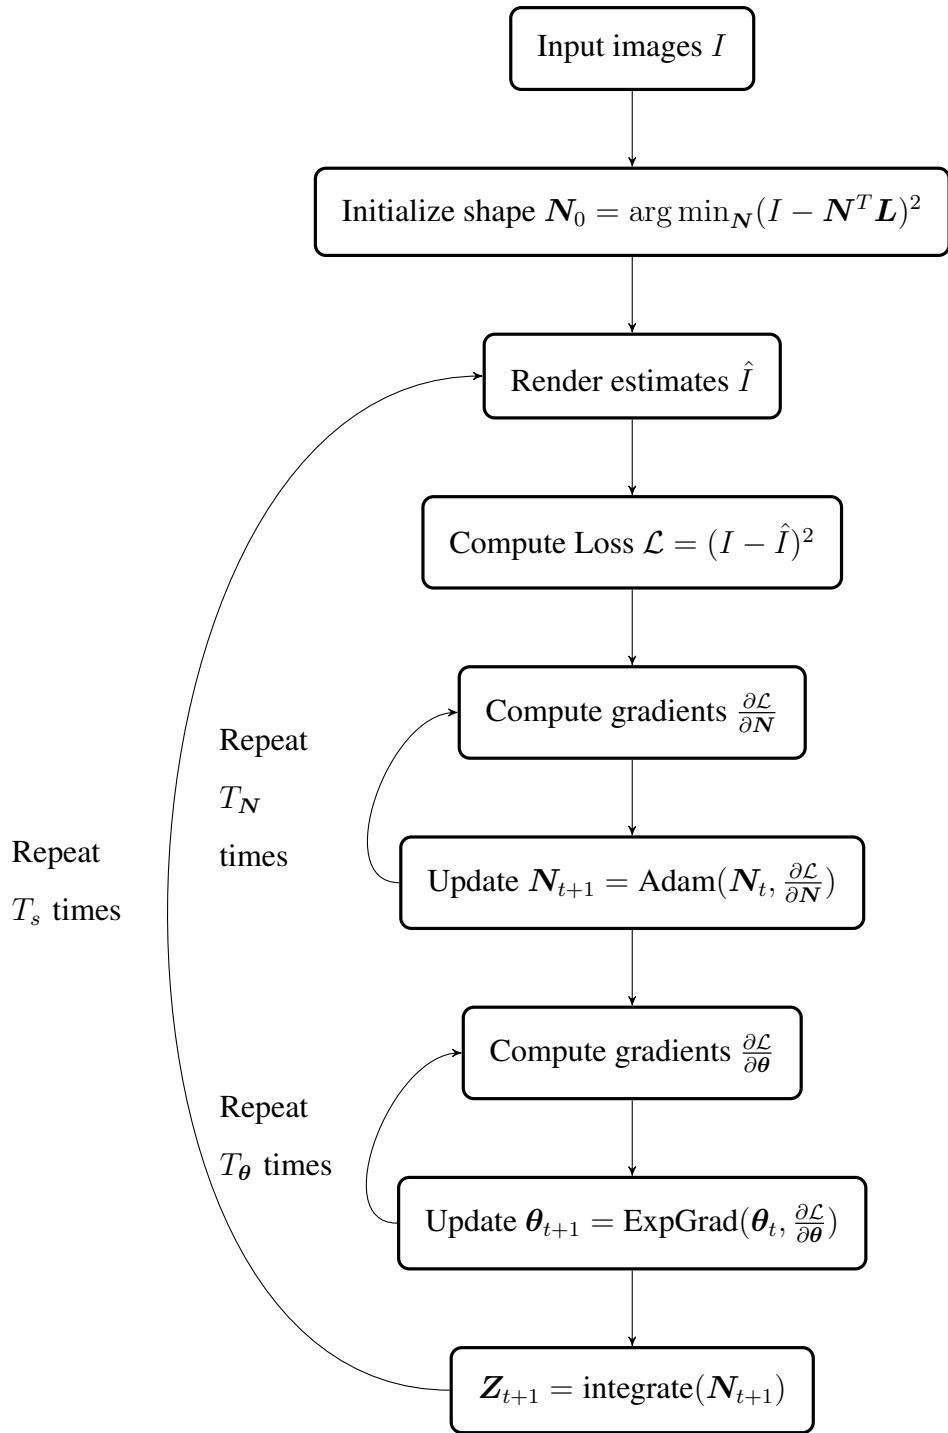 Input images I
Initialize shape N₀ = arg min_N(I − NᵀL)²
Render estimates Î
Compute Loss ℒ = (I − Î)²
Compute gradients ∂ℒ/∂N
Repeat
T_N
times
Update N_{t+1} = Adam(N_t, ∂ℒ/∂N)
Repeat
T_s times
Compute gradients ∂ℒ/∂θ
Repeat
T_θ times
Update θ_{t+1} = ExpGrad(θ_t, ∂ℒ/∂θ)
Z_{t+1} = integrate(N_{t+1})